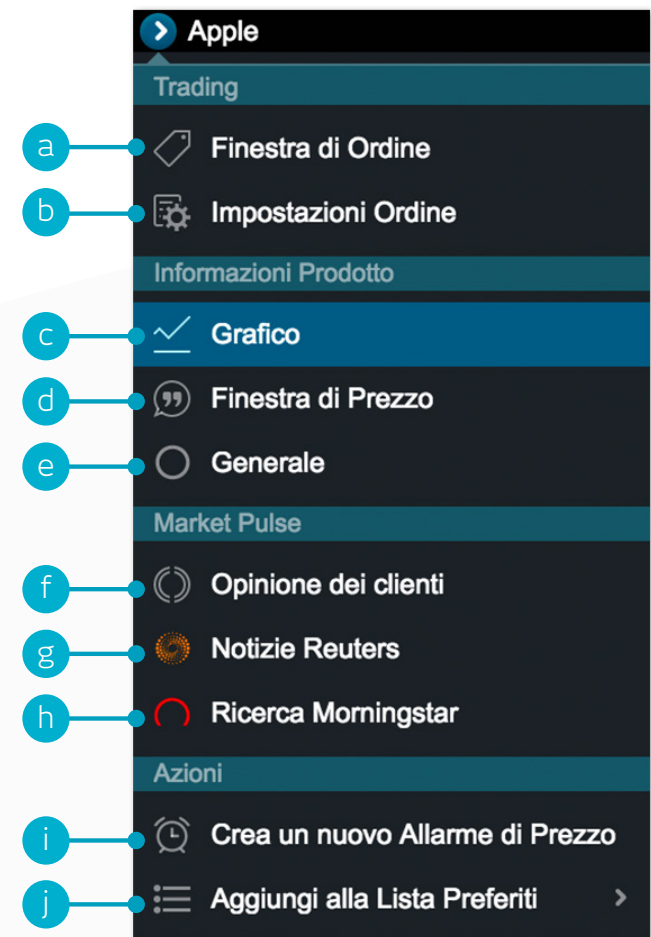 Apple
Trading
a Finestra di Ordine
b Impostazioni Ordine
Informazioni Prodotto
c Grafico
d Finestra di Prezzo
e Generale
Market Pulse
f Opinione dei clienti
g Notizie Reuters
h Ricerca Morningstar
Azioni
i Crea un nuovo Allarme di Prezzo
j Aggiungi alla Lista Preferiti